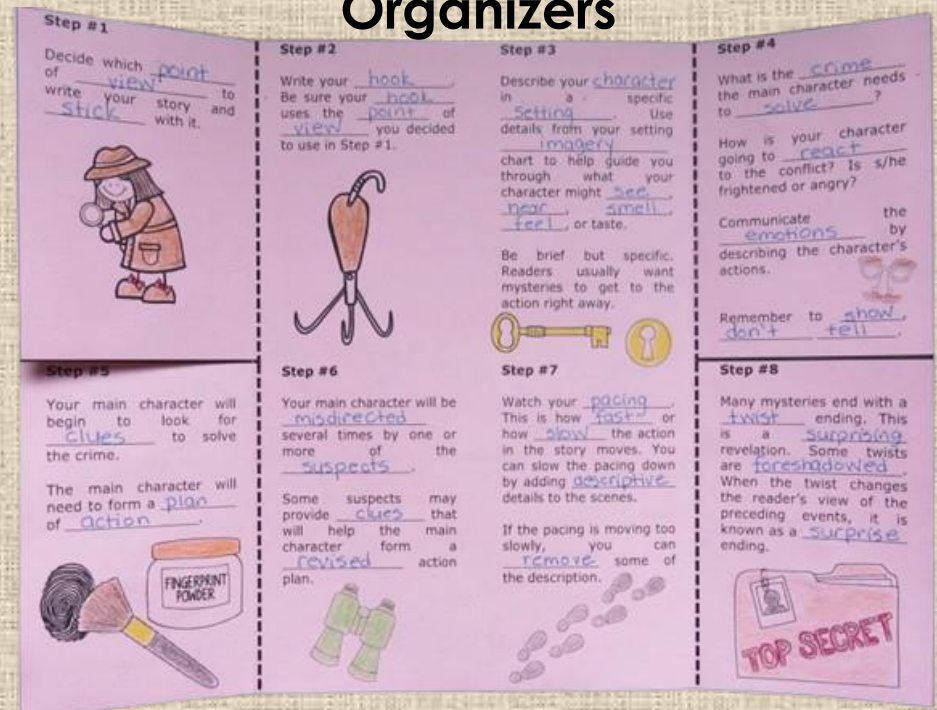 Organizers
Step #1
Decide which point
of view to
write your story and
stick with it.
Step #2
Write your hook.
Be sure your hook
uses the point of
view you decided
to use in Step #1.
Step #3
Describe your character
in a specific
setting. Use
details from your setting
imagery
chart to help guide you
through what your
character might see,
hear, smell,
feel, or taste.
Be brief but specific.
Readers usually want
mysteries to get to the
action right away.
Step #4
What is the crime
the main character needs
to solve?
How is your character
going to react
to the conflict? Is s/he
frightened or angry?
Communicate the
emotions by
describing the character's
actions.
Remember to show,
don't tell.
Step #5
Your main character will
begin to look for
clues to solve
the crime.
The main character will
need to form a plan
of action.
FINGERPRINT
POWDER
Step #6
Your main character will be
misdirected
several times by one or
more of the
suspects.
Some suspects may
provide clues that
will help the main
character form a
revised action
plan.
Step #7
Watch your pacing.
This is how fast or
how slow the action
in the story moves. You
can slow the pacing down
by adding descriptive
details to the scenes.
If the pacing is moving too
slowly, you can
remove some of
the description.
Step #8
Many mysteries end with a
twist ending. This
is a surprising
revelation. Some twists
are foreshadowed.
When the twist changes
the reader's view of the
preceding events, it is
known as a surprise
ending.
TOP SECRET